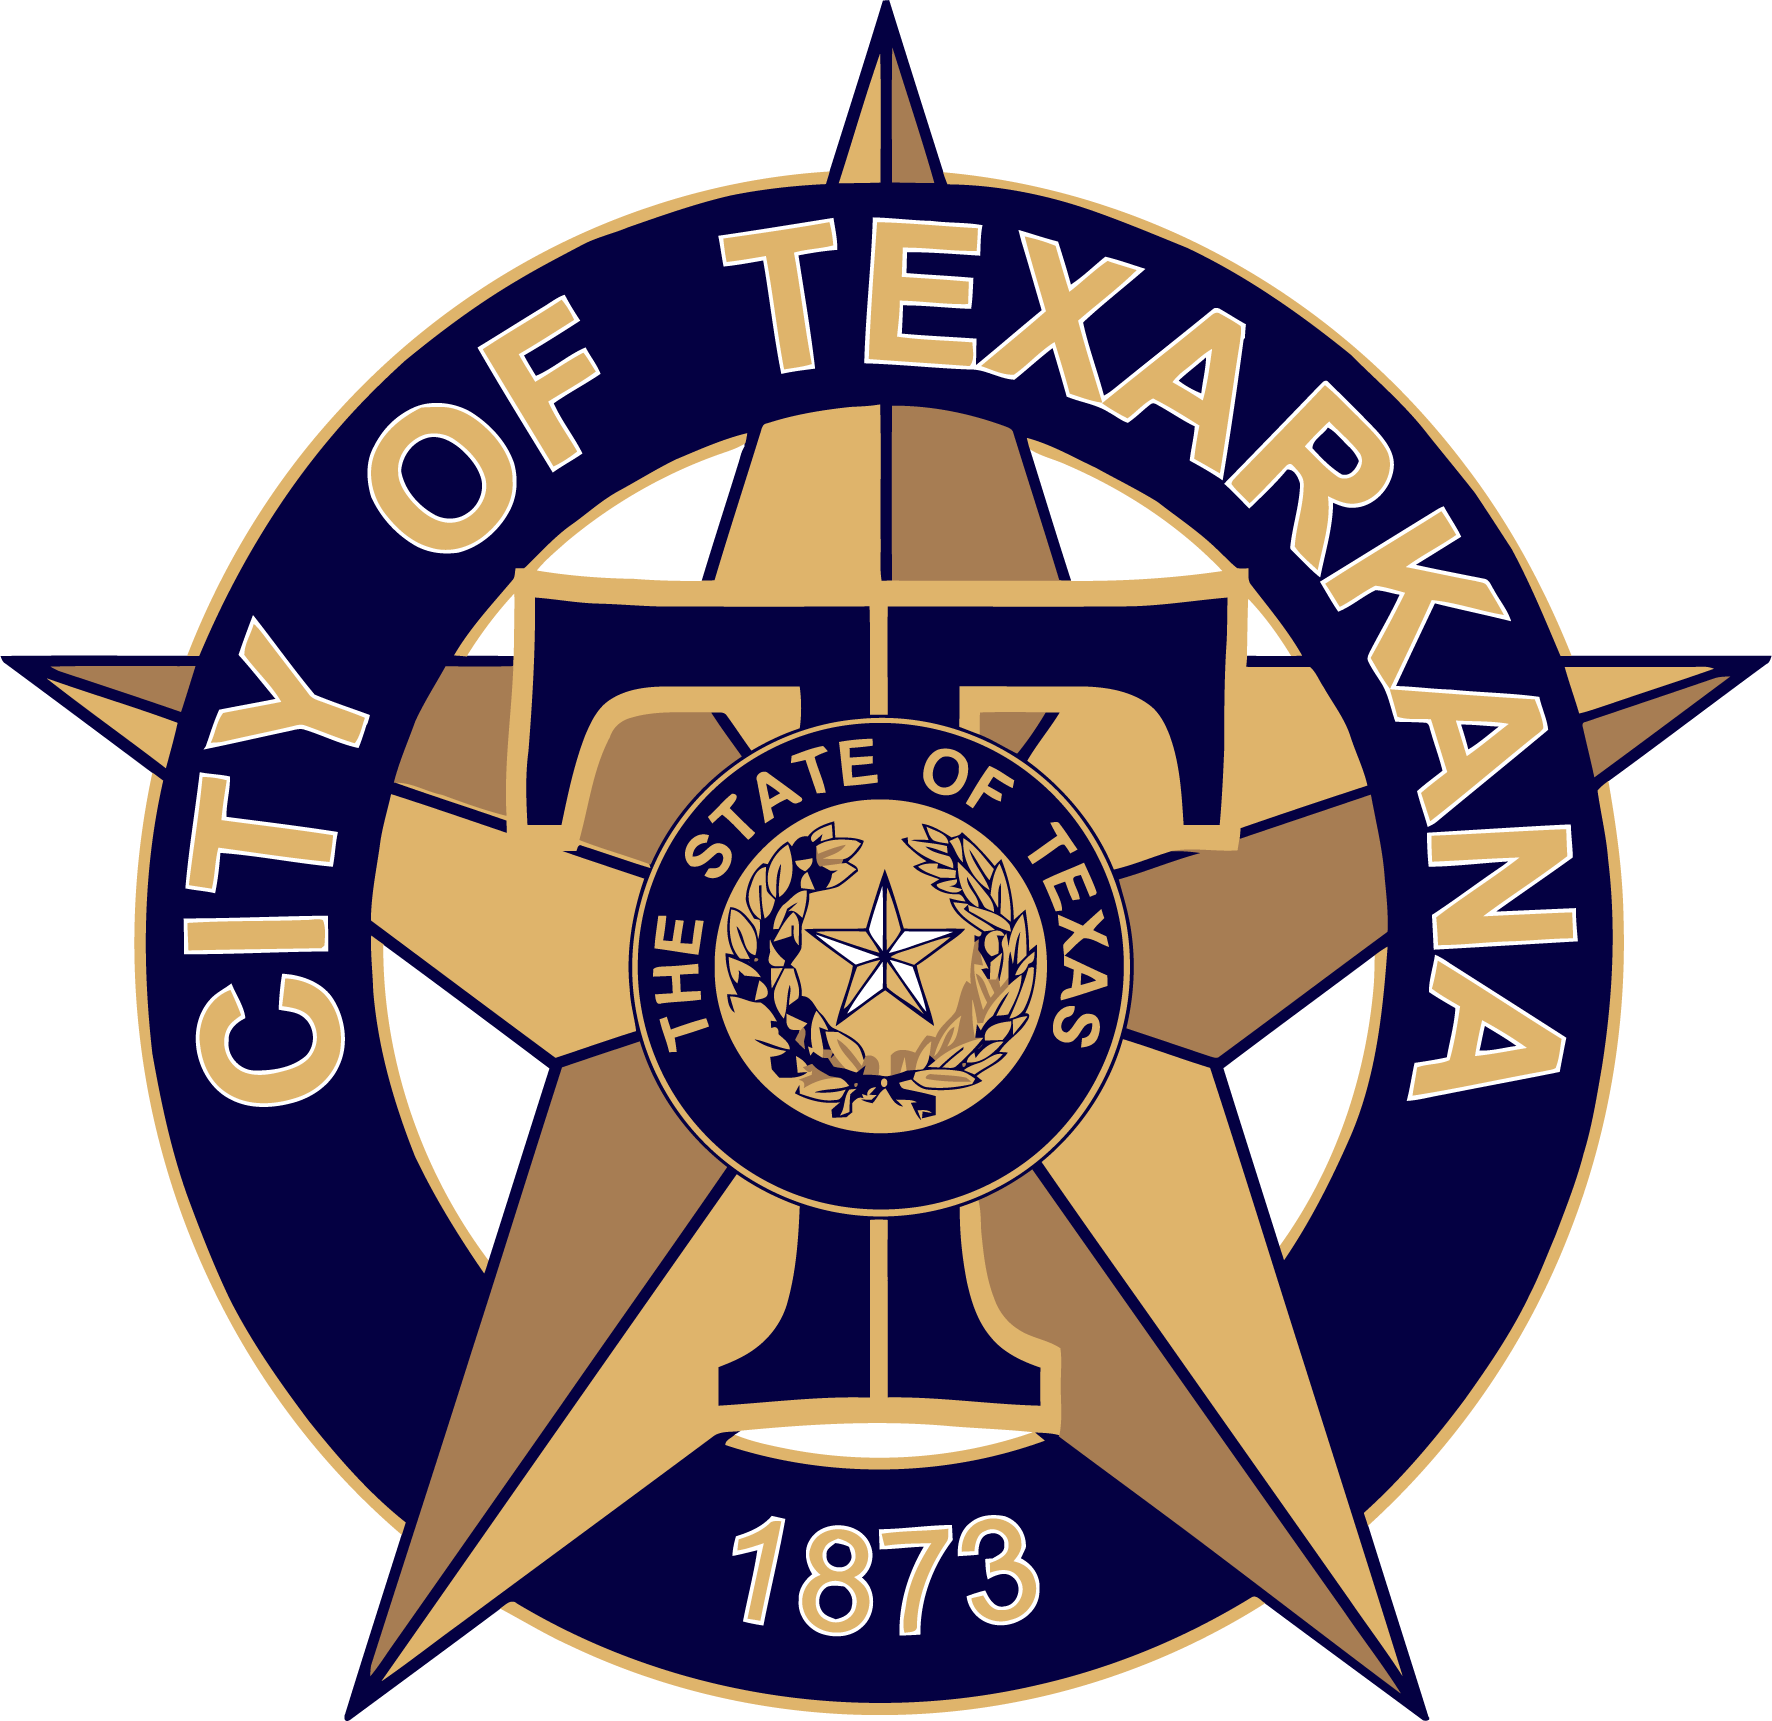 CITY OF TEXARKANA
T
THE STATE OF TEXAS
1873